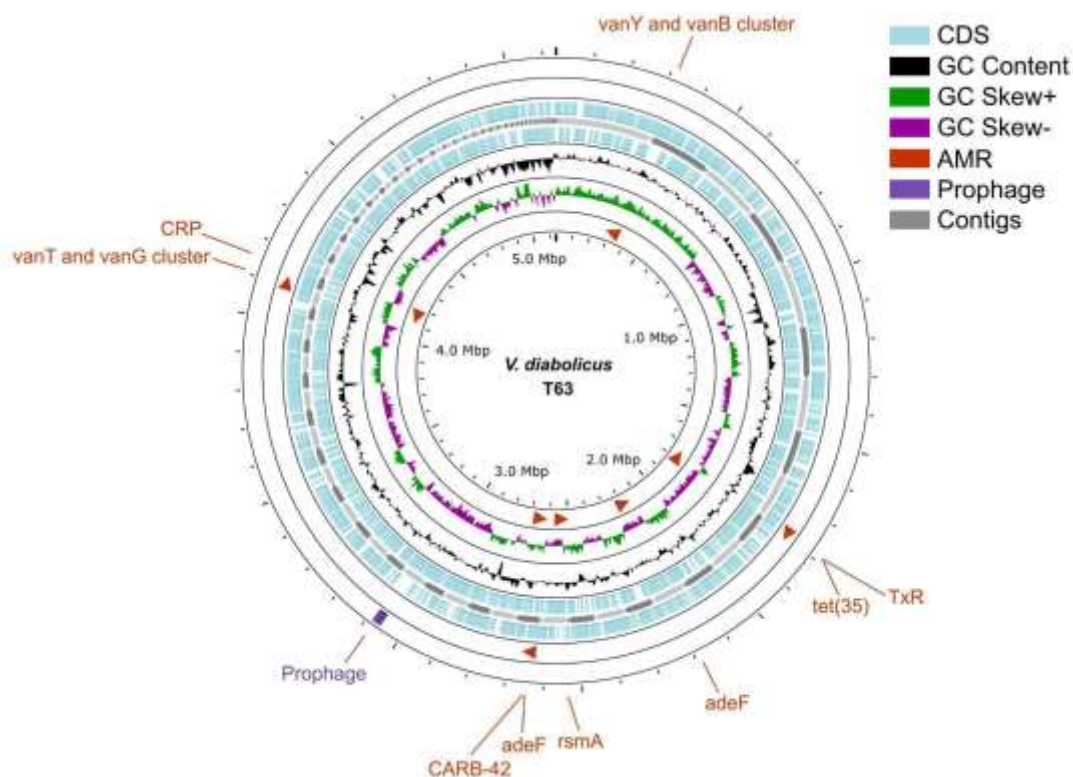 vanY and vanB cluster
CDS
GC Content
GC Skew+
GC Skew-
AMR
Prophage
Contigs
CRP
vanT and vanG cluster
5.0 Mbp
1.0 Mbp
4.0 Mbp
V. diabolicus
T63
2.0 Mbp
3.0 Mbp
TxR
tet(35)
Prophage
adeF
adeF
rsmA
CARB-42